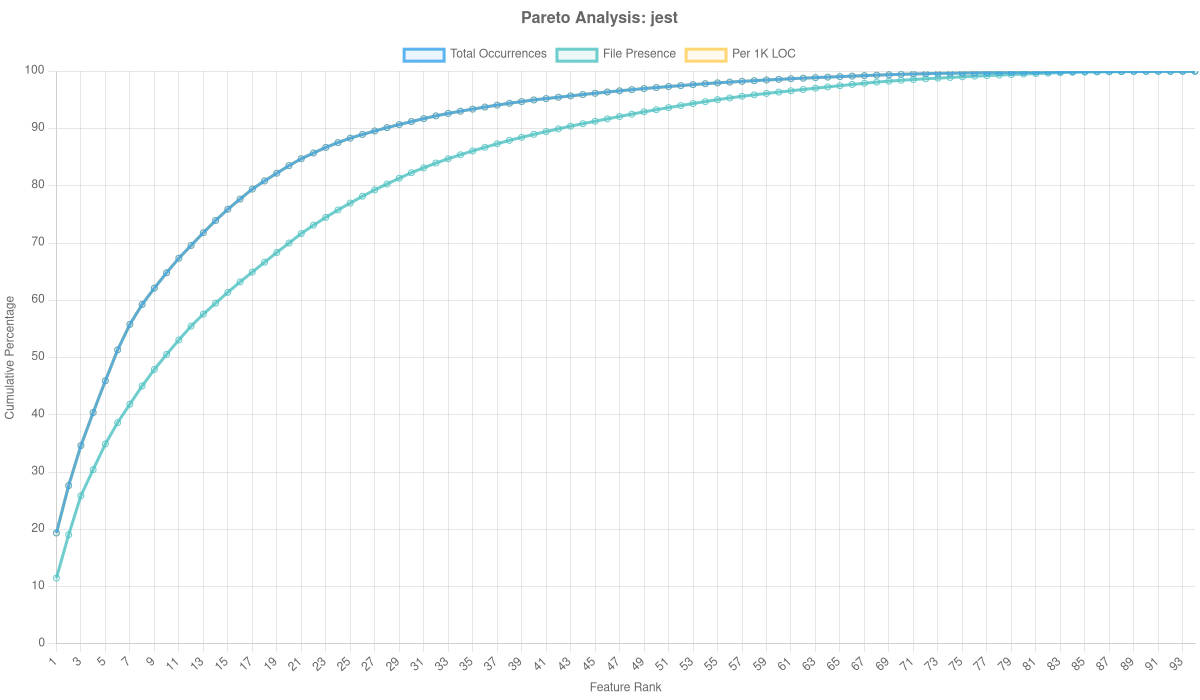 Pareto Analysis: jest
Total Occurrences File Presence Per 1K LOC
100
90
80
70
60
50
40
30
20
10
0
Cumulative Percentage
1 3 5 7 9 11 13 15 17 19 21 23 25 27 29 31 33 35 37 39 41 43 45 47 49 51 53 55 57 59 61 63 65 67 69 71 73 75 77 79 81 83 85 87 89 91 93
Feature Rank